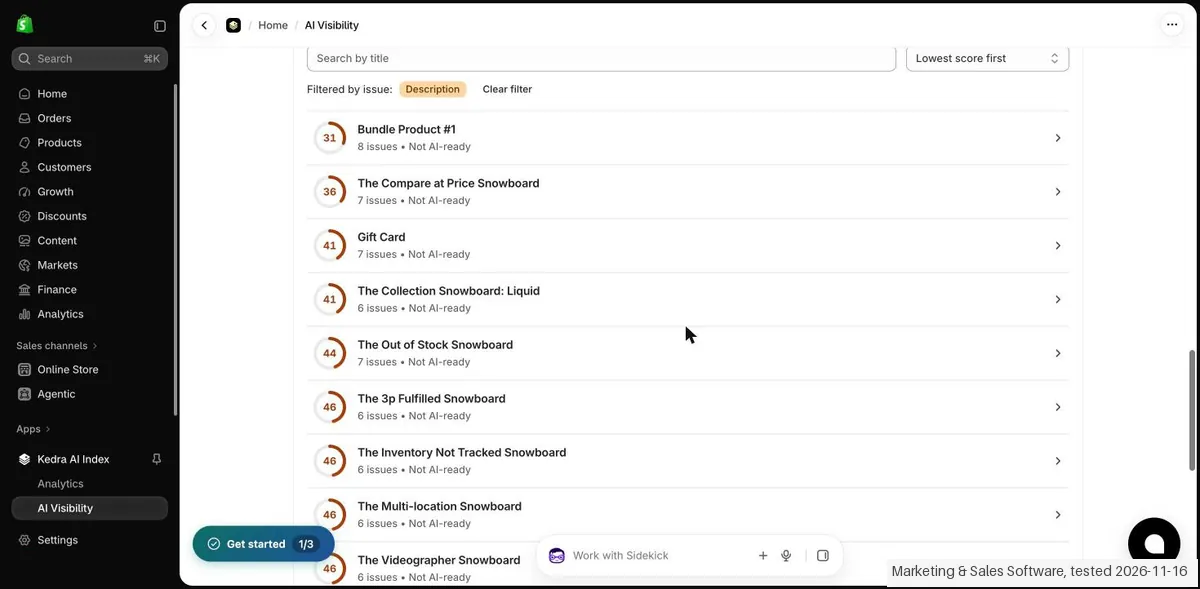 Home / AI Visibility
Search ⌘K
Home
Orders
Products
Customers
Growth
Discounts
Content
Markets
Finance
Analytics
Sales channels
Online Store
Agentic
Apps
Kedra AI Index
Analytics
AI Visibility
Settings
Search by title
Lowest score first
Filtered by issue: Description Clear filter
31 Bundle Product #1
8 issues • Not AI-ready
36 The Compare at Price Snowboard
7 issues • Not AI-ready
41 Gift Card
7 issues • Not AI-ready
41 The Collection Snowboard: Liquid
6 issues • Not AI-ready
44 The Out of Stock Snowboard
7 issues • Not AI-ready
46 The 3p Fulfilled Snowboard
6 issues • Not AI-ready
46 The Inventory Not Tracked Snowboard
6 issues • Not AI-ready
46 The Multi-location Snowboard
6 issues • Not AI-ready
46 The Videographer Snowboard
6 issues • Not AI-ready
Get started 1/3
Work with Sidekick
Marketing & Sales Software, tested 2026-11-16